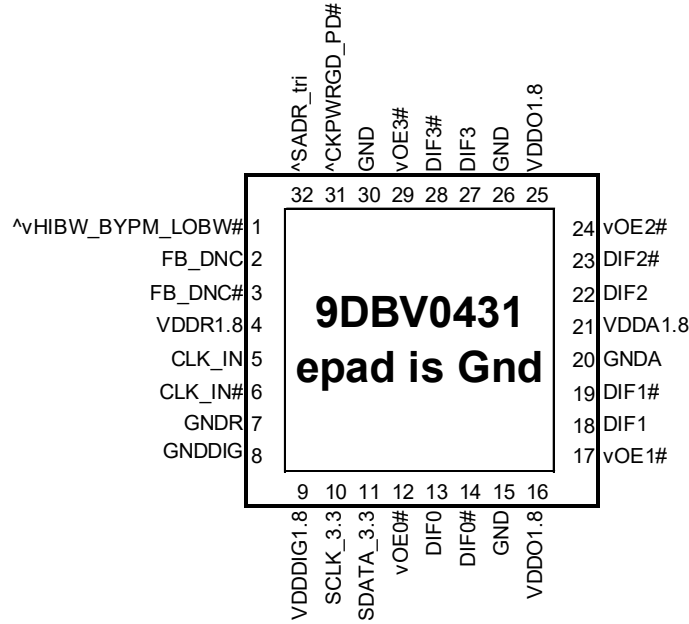 ^SADR_tri
^CKPWRGD_PD#
GND
vOE3#
DIF3#
DIF3
GND
VDDO1.8
32 31 30 29 28 27 26 25
^vHIBW_BYPM_LOBW# 1
FB_DNC 2
FB_DNC# 3
VDDR1.8 4
CLK_IN 5
CLK_IN# 6
GNDR 7
GNDDIG 8
9DBV0431
epad is Gnd
24 vOE2#
23 DIF2#
22 DIF2
21 VDDA1.8
20 GNDA
19 DIF1#
18 DIF1
17 vOE1#
9 10 11 12 13 14 15 16
VDDDIG1.8
SCLK_3.3
SDATA_3.3
vOE0#
DIF0
DIF0#
GND
VDDO1.8